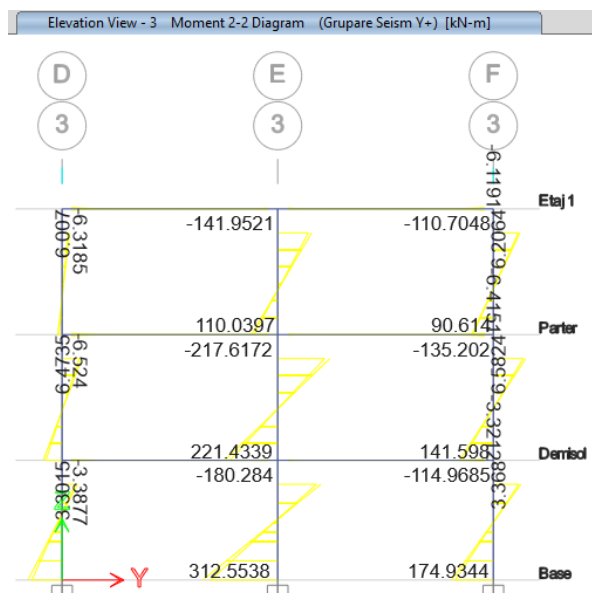 Elevation View - 3 Moment 2-2 Diagram (Grupare Seism Y+) [kN-m]
D E F
3 3 3
Etaj 1
6.007
-6.3185
-141.9521
-110.7048
110.0397
90.614
Parter
6.4735
-6.524
-217.6172
-135.202
221.4339
141.598
Demisol
3.3015
-3.3877
-180.284
-114.9685
312.5538
174.9344
Base
Y